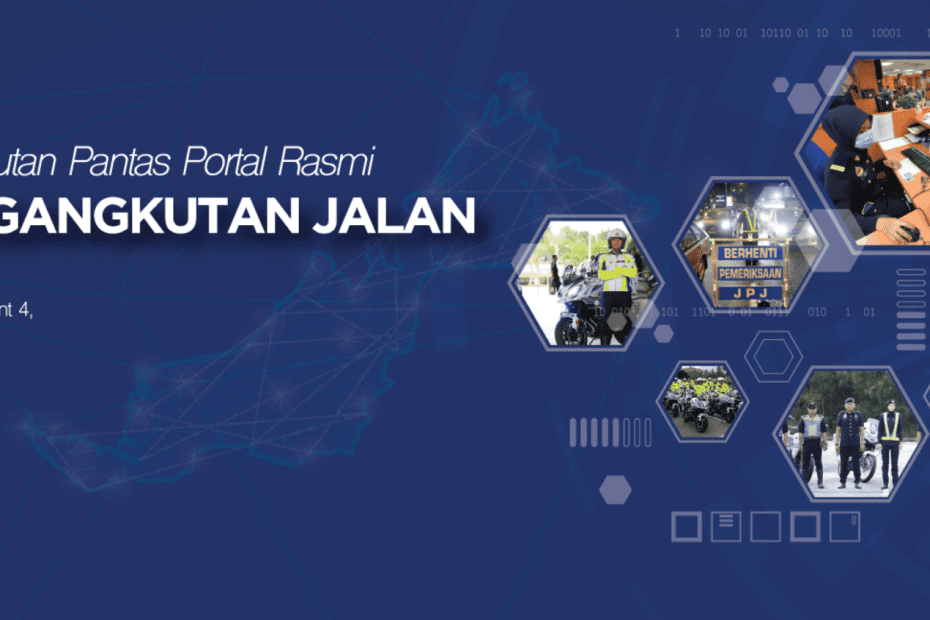 1 10 10 01 10110 01 10 10 10001
utan Pantas Portal Rasmi
GANGKUTAN JALAN
BERHENTI
PEMERIKSAAN
JPJ
nt 4,